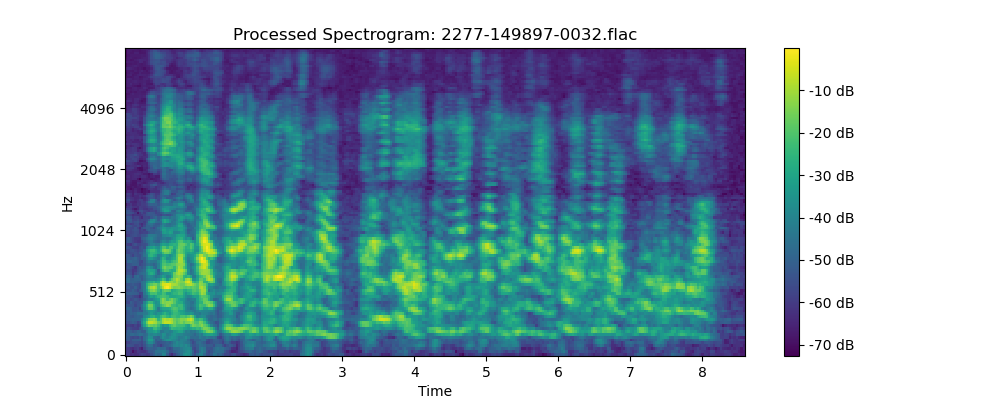 Processed Spectrogram: 2277-149897-0032.flac
Hz
4096
2048
1024
512
0
0 1 2 3 4 5 6 7 8
Time
-10 dB
-20 dB
-30 dB
-40 dB
-50 dB
-60 dB
-70 dB